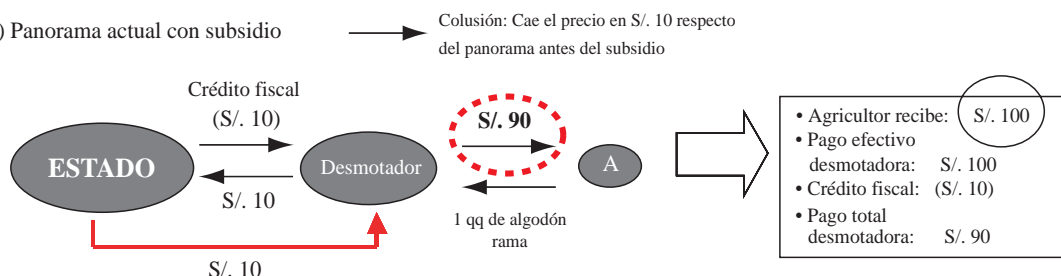 ) Panorama actual con subsidio
Colusión: Cae el precio en S/. 10 respecto
del panorama antes del subsidio
Crédito fiscal
(S/. 10)
ESTADO
S/. 10
Desmotador
S/. 90
A
1 qq de algodón
rama
S/. 10
• Agricultor recibe: S/. 100
• Pago efectivo
desmotadora: S/. 100
• Crédito fiscal: (S/. 10)
• Pago total
desmotadora: S/. 90